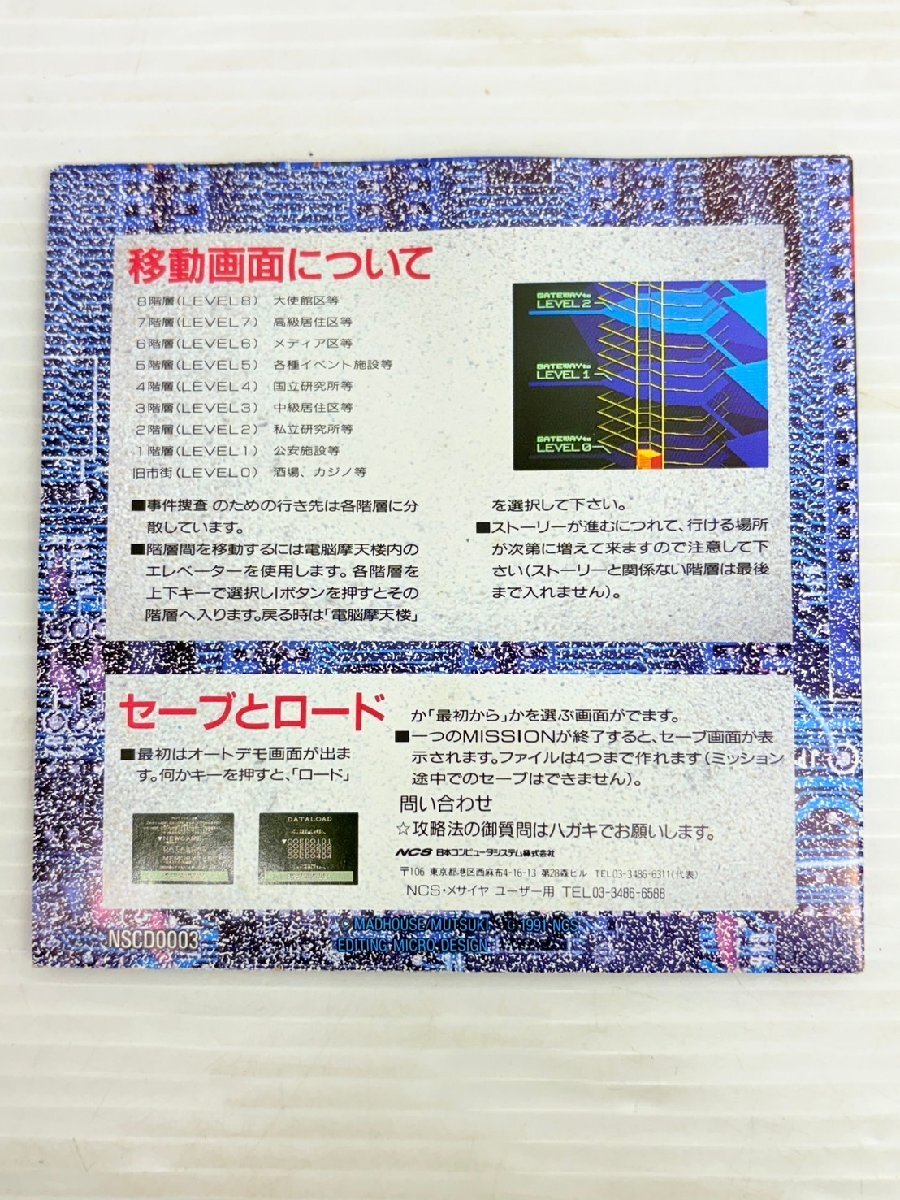 移動画面について
8階層(LEVEL8) 大使館区等
7階層(LEVEL7) 高級居住区等
6階層(LEVEL6) メディア区等
5階層(LEVEL5) 各種イベント施設等
4階層(LEVEL4) 国立研究所等
3階層(LEVEL3) 中級居住区等
2階層(LEVEL2) 私立研究所等
1階層(LEVEL1) 公安施設等
旧市街(LEVEL0) 酒場、カジノ等
GATEWAY to
LEVEL 2
GATEWAY to
LEVEL 1
GATEWAY to
LEVEL 0
■事件捜査 のための行き先は各階層に分
散しています。
■階層間を移動するには電脳摩天楼内の
エレベーターを使用します。各階層を
上下キーで選択しIボタンを押すとその
階層へ入ります。戻る時は「電脳摩天楼」
を選択して下さい。
■ストーリーが進むにつれて、行ける場所
が次第に増えて来ますので注意して下
さい(ストーリーと関係ない階層は最後
まで入れません)。
セーブとロード
■最初はオートデモ画面が出ま
す。何かキーを押すと、「ロード」
か「最初から」かを選ぶ画面がでます。
■一つのMISSIONが終了すると、セーブ画面が表
示されます。ファイルは4つまで作れます(ミッション
途中でのセーブはできません)。
DATALOAD
問い合わせ
☆攻略法の御質問はハガキでお願いします。
NCS 日本コンピュータシステム株式会社
〒106 東京都港区西麻布4-16-13 第28森ビル TEL03-3486-6311(代表)
NCS・メサイヤ ユーザー用 TEL03-3486-6588
NSCD0003
© MADHOUSE/MUTSUKI © 1991 NCS
EDITING MICRO DESIGN